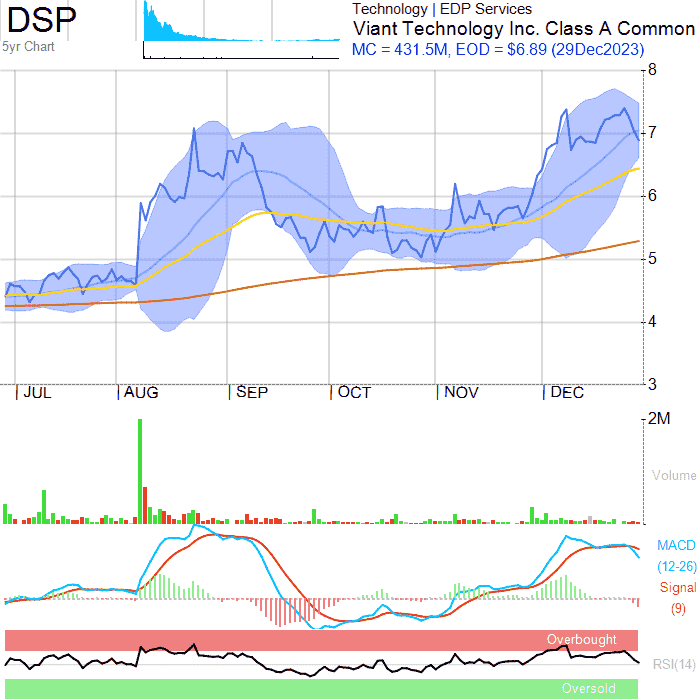 DSP
5yr Chart
Technology | EDP Services
Viant Technology Inc. Class A Common
MC = 431.5M, EOD = $6.89 (29Dec2023)
8
7
6
5
4
3
JUL
AUG
SEP
OCT
NOV
DEC
2M
Volume
MACD
(12-26)
Signal
(9)
Overbought
RSI(14)
Oversold